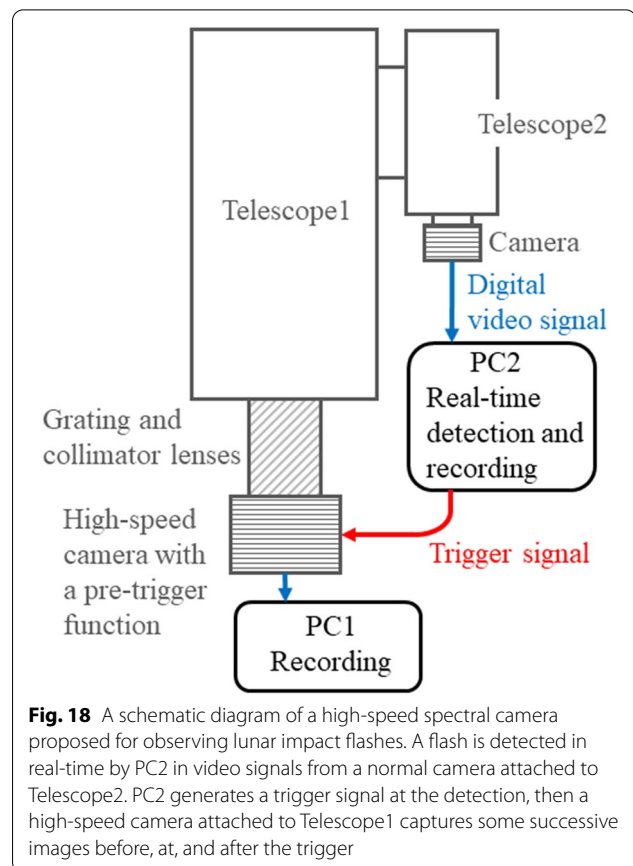 Telescope1
Telescope2
Camera
Digital
video signal
PC2
Real-time
detection and
recording
Grating and
collimator lenses
High-speed
camera with
a pre-trigger
function
Trigger signal
PC1
Recording
Fig. 18 A schematic diagram of a high-speed spectral camera
proposed for observing lunar impact flashes. A flash is detected in
real-time by PC2 in video signals from a normal camera attached to
Telescope2. PC2 generates a trigger signal at the detection, then a
high-speed camera attached to Telescope1 captures some successive
images before, at, and after the trigger